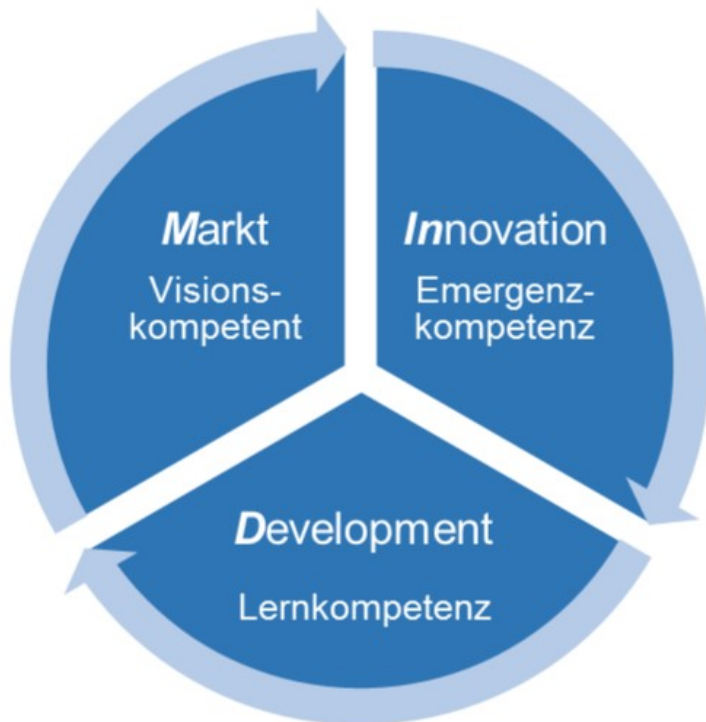 Markt
Visions-
kompetent
Innovation
Emergenz-
kompetenz
Development
Lernkompetenz